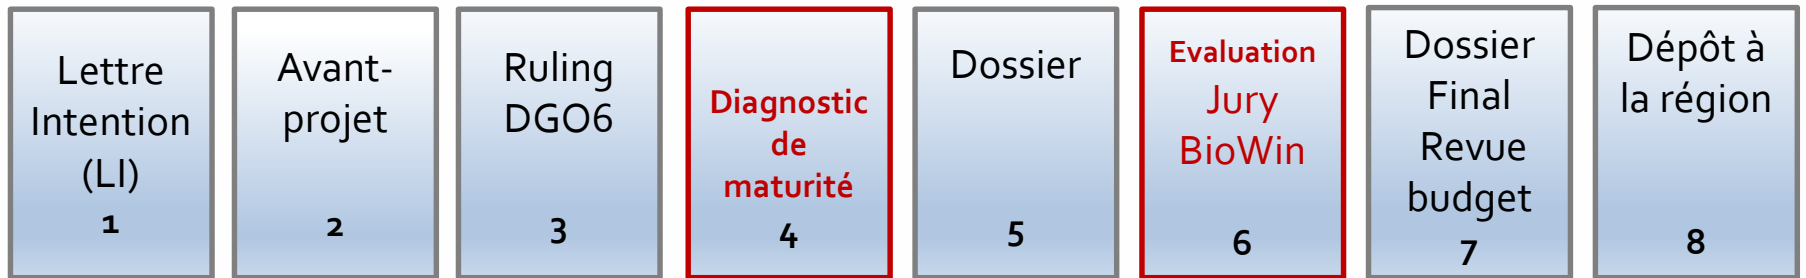 Lettre
Intention
(LI)
1
Avant-
projet
2
Ruling
DGO6
3
Diagnostic
de
maturité
4
Dossier
5
Evaluation
Jury
BioWin
6
Dossier
Final
Revue
budget
7
Dépôt à
la région
8